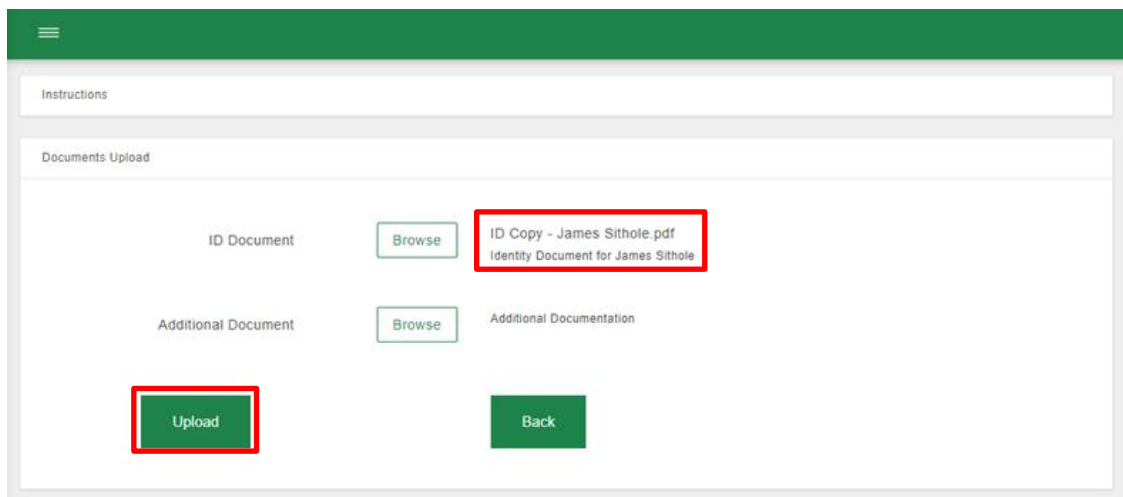 Instructions
Documents Upload
ID Document
Browse
ID Copy - James Sithole.pdf
Identity Document for James Sithole
Additional Document
Browse
Additional Documentation
Upload
Back